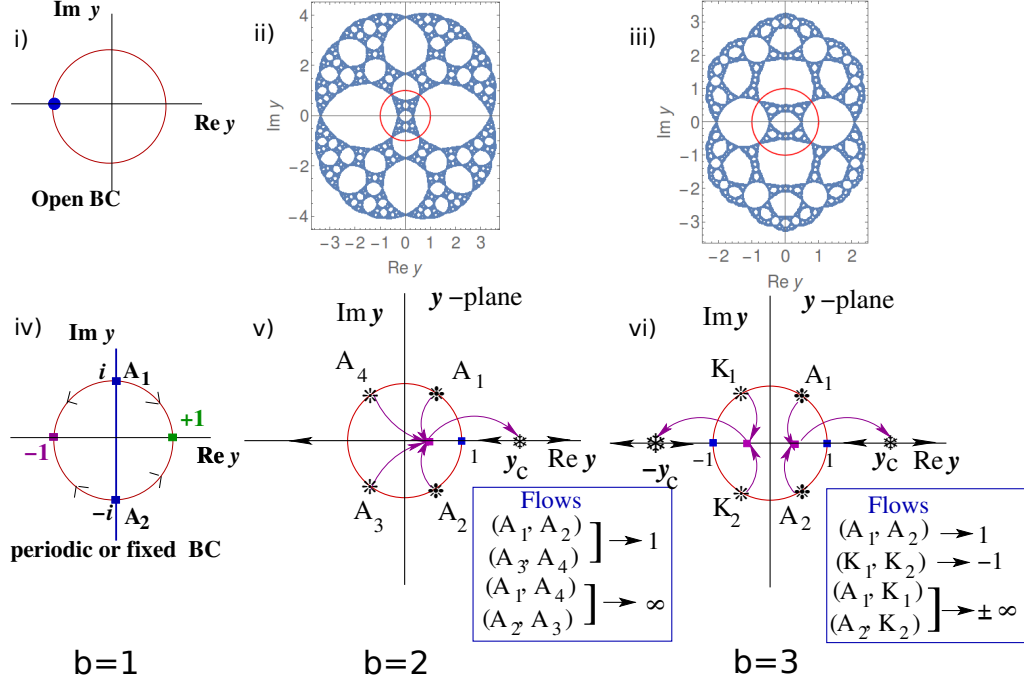 i)
Im y
Re y
Open BC
ii)
Im y
4
2
0
−2
−4
−3 −2 −1 0 1 2 3
Re y
iii)
Im y
3
2
1
0
−1
−2
−3
−2 −1 0 1 2
Re y
iv)
Im y
i
A1
+1
−1
Re y
−i
A2
periodic or fixed BC
b=1
v)
Im y
y −plane
A4
A1
1
yc
Re y
A3
A2
Flows
(A1, A2)
(A3, A4)
] → 1
(A1, A4)
(A2, A3)
] → ∞
b=2
vi)
Im y
y −plane
K1
A1
−yc
−1
1
yc
Re y
K2
A2
Flows
(A1, A2) → 1
(K1, K2) → −1
(A1, K1)
(A2, K2)
] → ± ∞
b=3